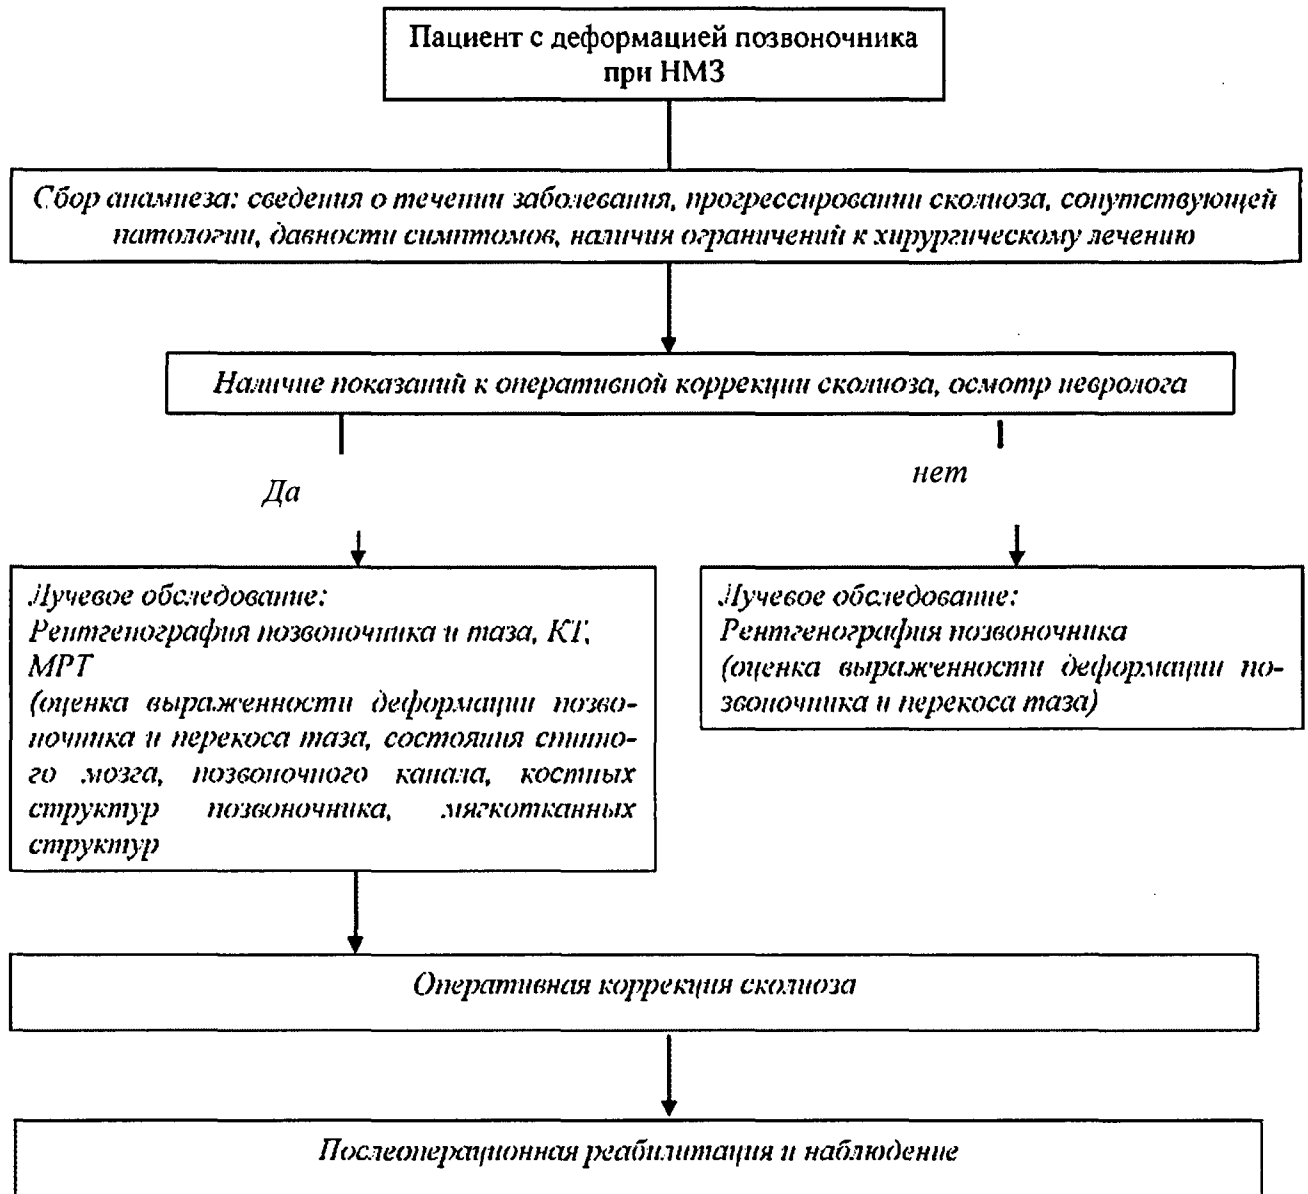 Пациент с деформацией позвоночника
при НМЗ
Сбор анамнеза: сведения о течении заболевания, прогрессировании сколиоза, сопутствующей
патологии, давности симптомов, наличия ограничений к хирургическому лечению
Наличие показаний к оперативной коррекции сколиоза, осмотр невролога
Да
нет
Лучевое обследование:
Рентгенография позвоночника и таза, КТ,
МРТ
(оценка выраженности деформации позво-
ночника и перекоса таза, состояния спинно-
го мозга, позвоночного канала, костных
структур позвоночника, мягкотканных
структур
Лучевое обследование:
Рентгенография позвоночника
(оценка выраженности деформации по-
звоночника и перекоса таза)
Оперативная коррекция сколиоза
Послеоперационная реабилитация и наблюдение